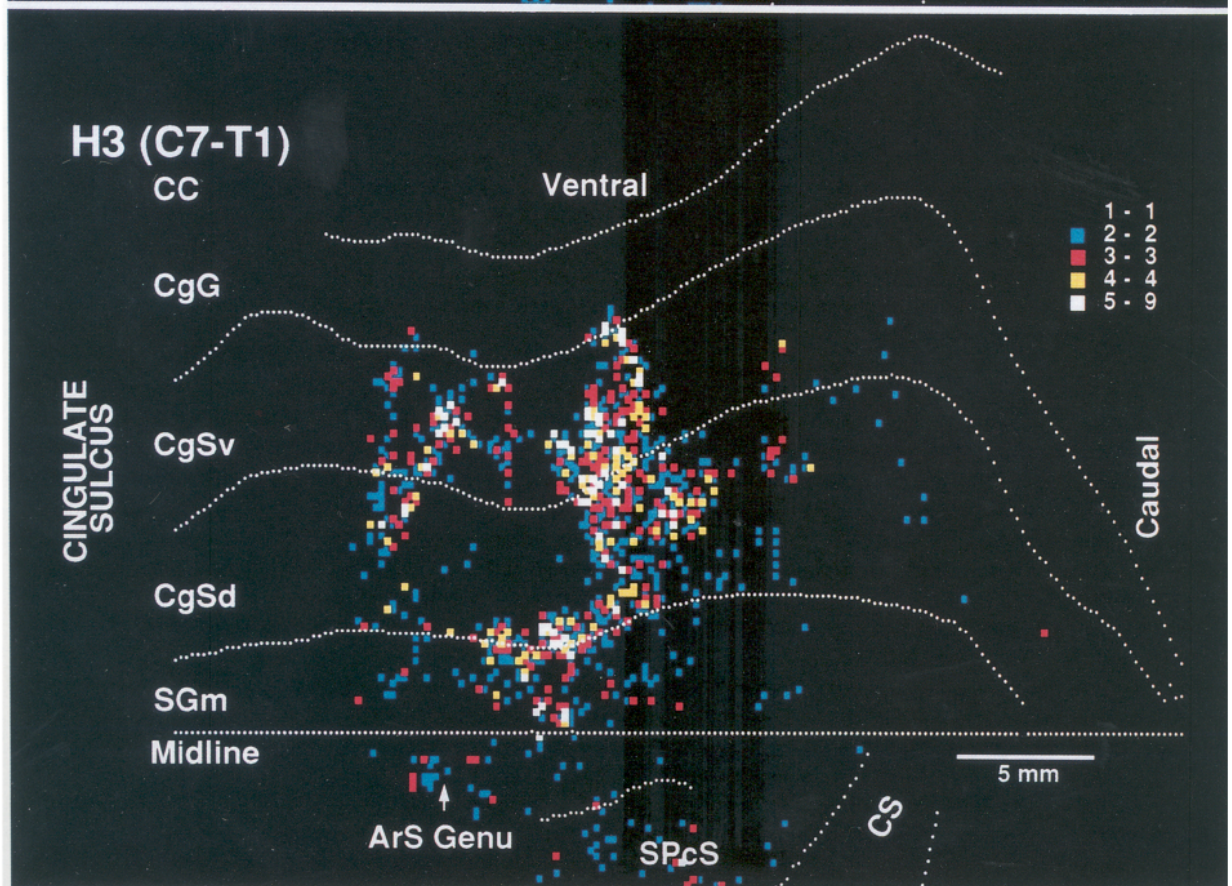 H3 (C7-T1)
CC
Ventral
1 - 1
2 - 2
3 - 3
4 - 4
5 - 9
CgG
CINGULATE
SULCUS
CgSv
Caudal
CgSd
SGm
Midline
5 mm
ArS Genu
SPcS
CS